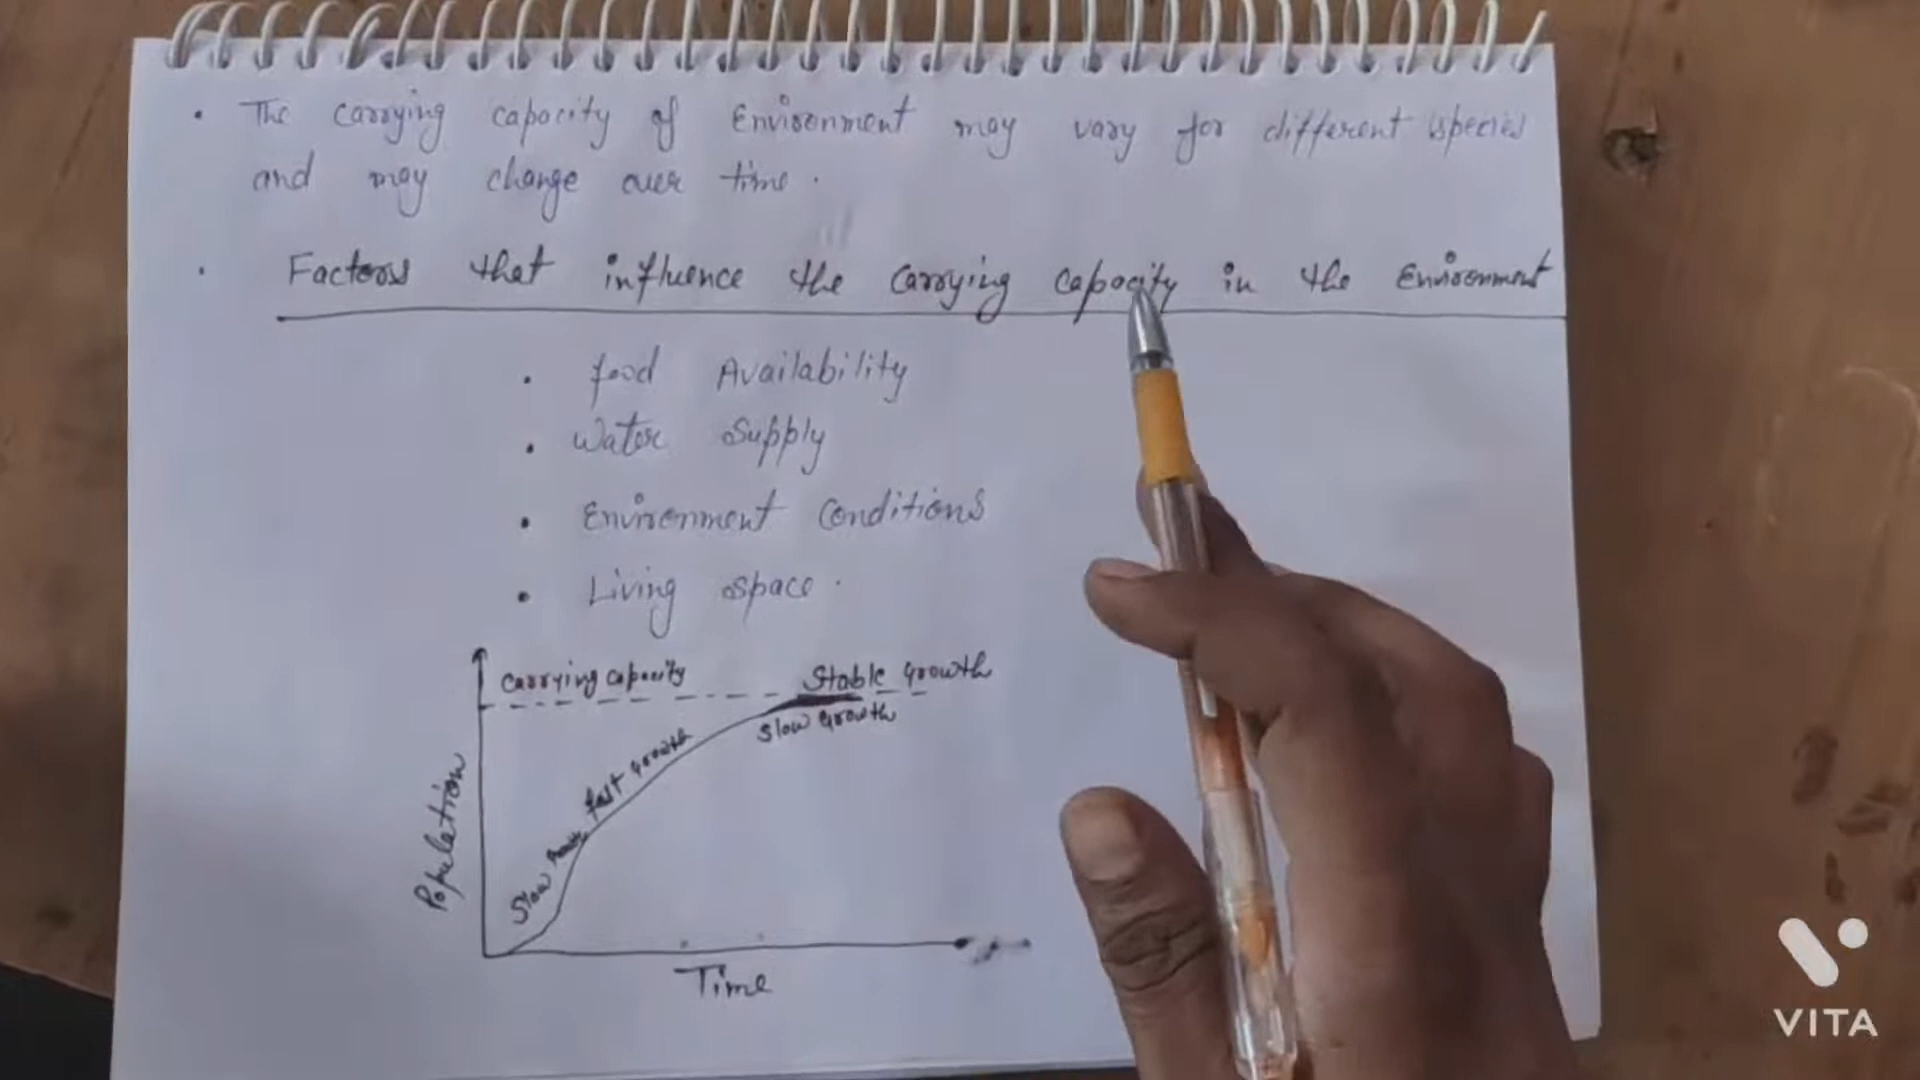 The carrying capacity of Environment may vary for different species
and may change over time.
Factors that influence the carrying capacity in the Environment
food Availability
Water Supply
Environment Conditions
Living space.
Carrying capacity
Stable growth
Slow Growth
fast growth
Slow
Population
Time
VITA